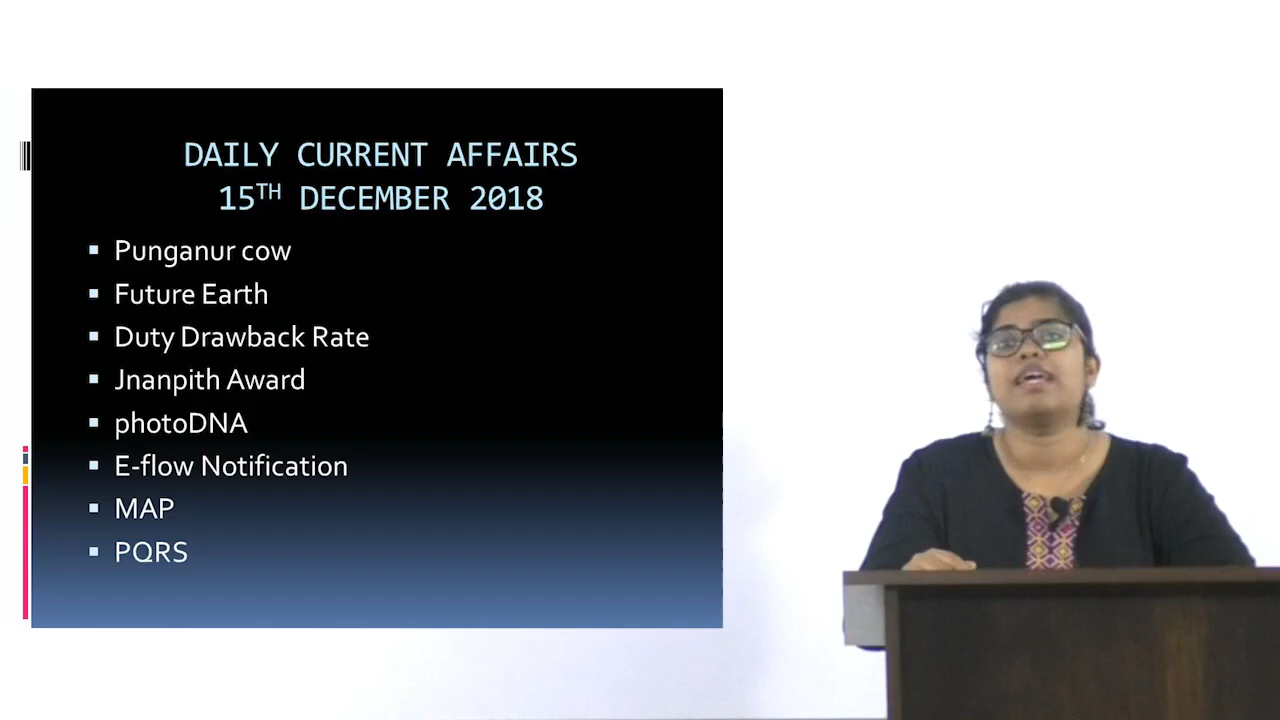 DAILY CURRENT AFFAIRS
15TH DECEMBER 2018
Punganur cow
Future Earth
Duty Drawback Rate
Jnanpith Award
photoDNA
E-flow Notification
MAP
PQRS